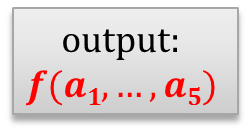 output:
f(a₁, ... , a₅)